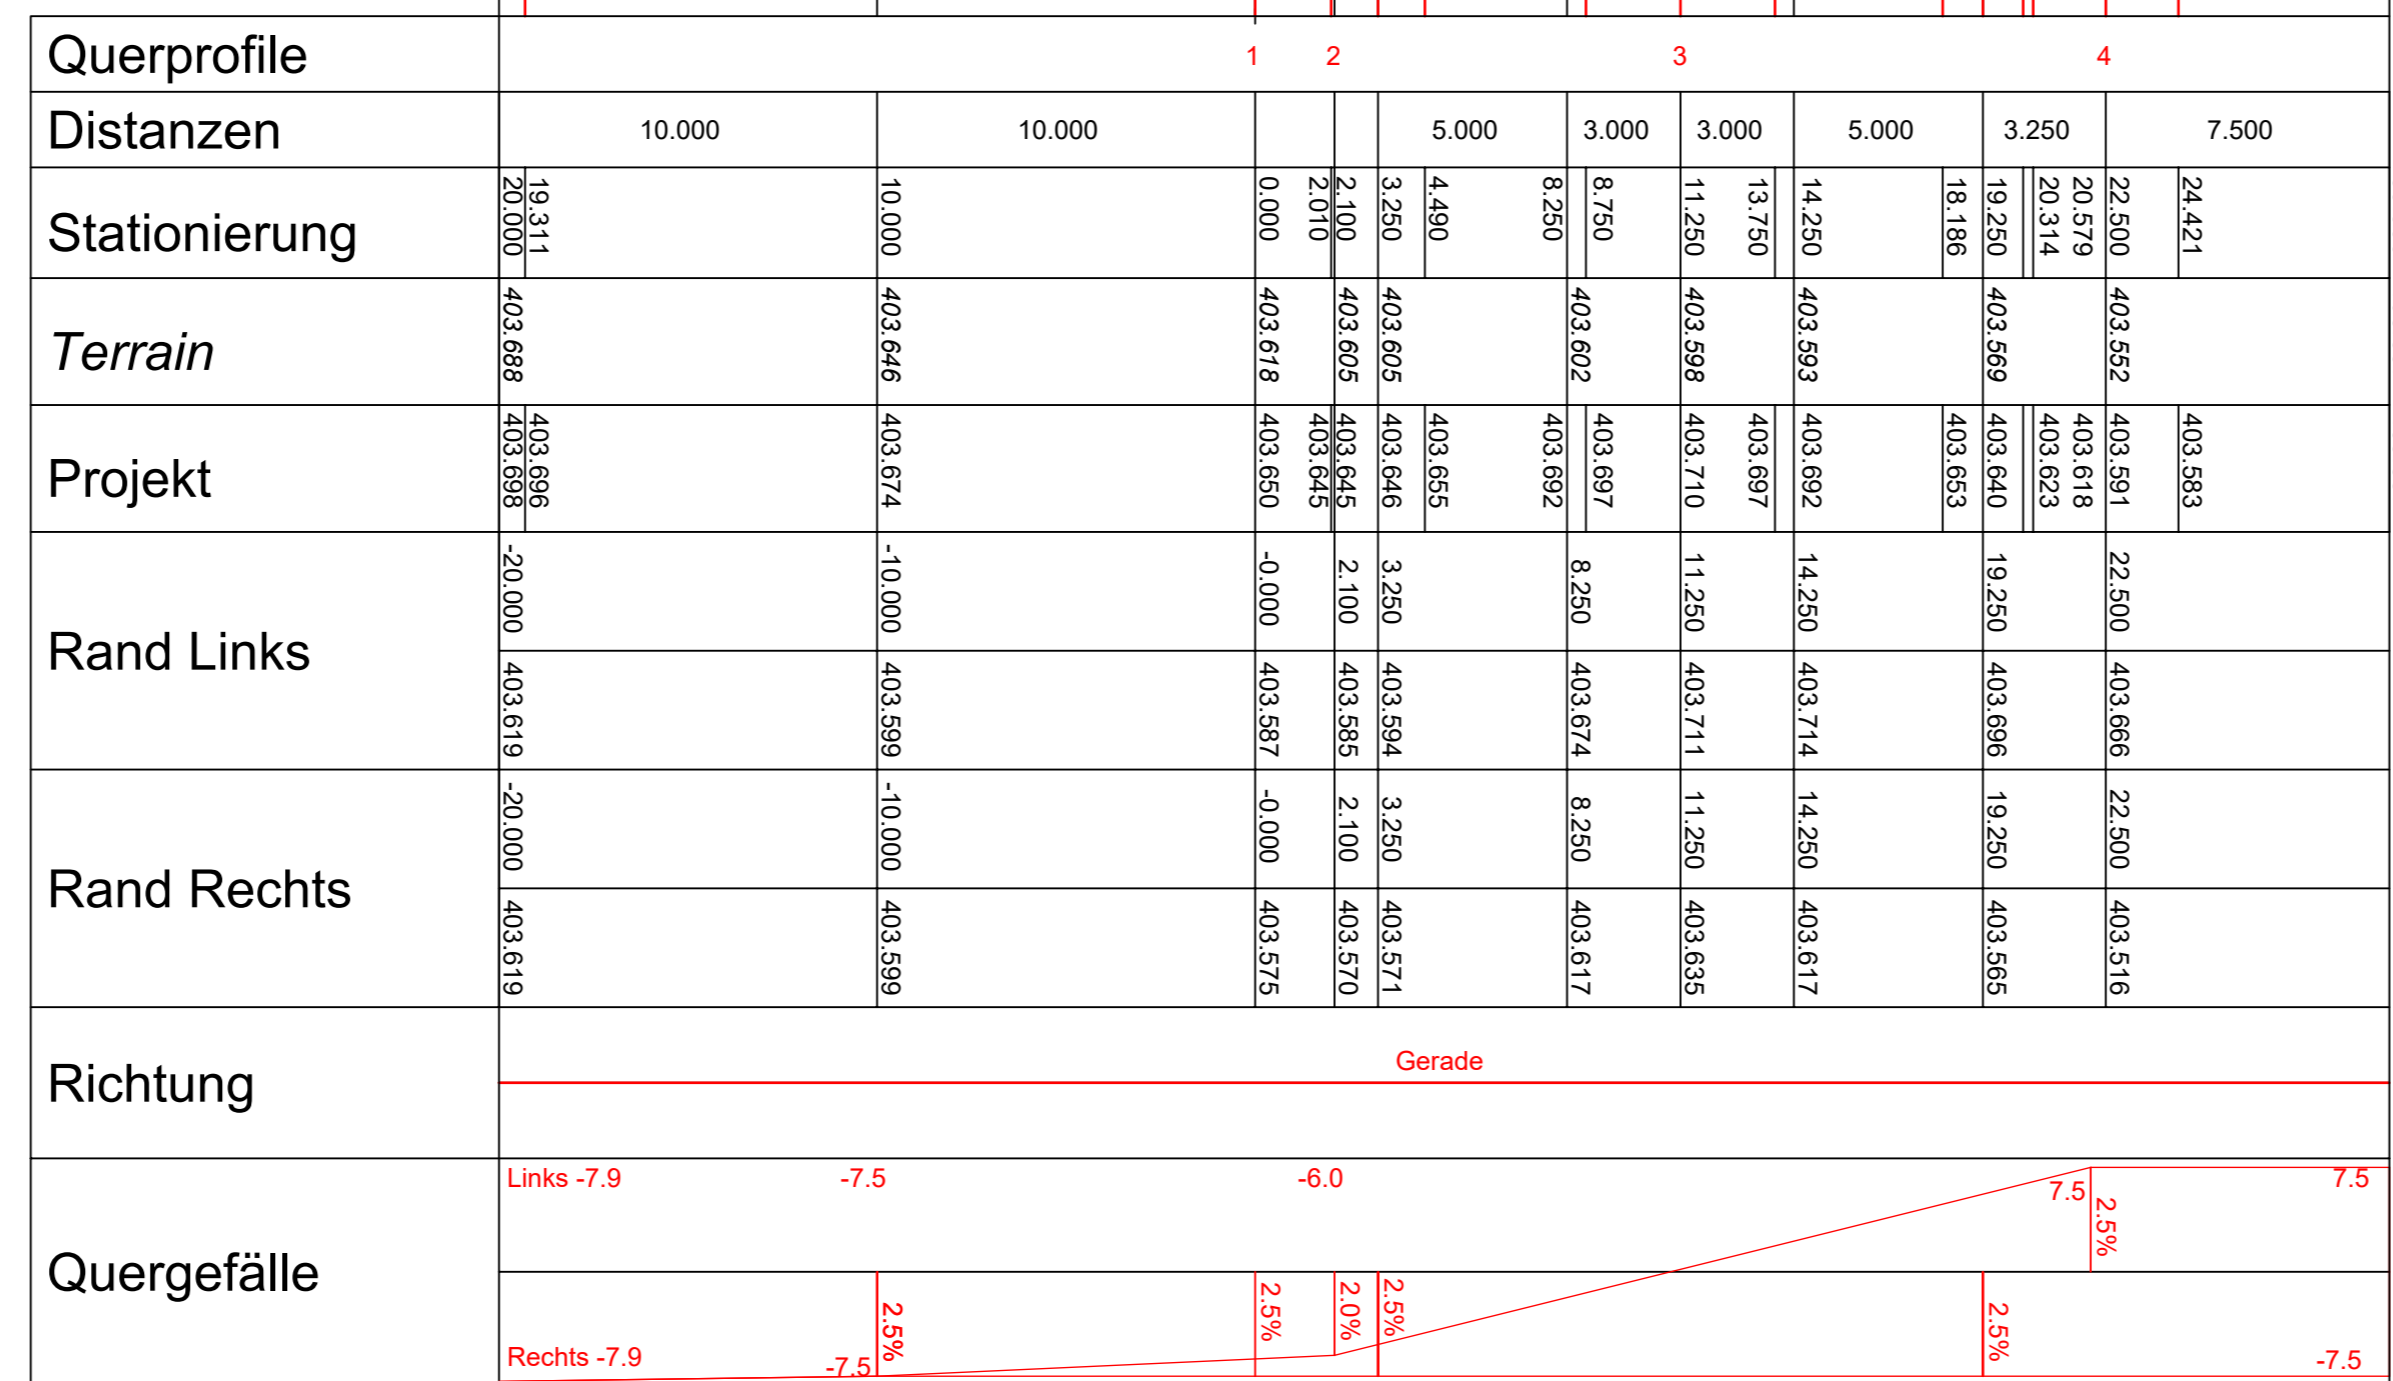 Querprofile 1 2 3 4
Distanzen 10.000 10.000 5.000 3.000 3.000 5.000 3.250 7.500
Stationierung 20.000 19.311 10.000 0.000 2.010 2.100 3.250 4.490 8.250 8.750 11.250 13.750 14.250 18.186 19.250 20.314 20.579 22.500 24.421
Terrain 403.688 403.646 403.618 403.605 403.605 403.602 403.598 403.593 403.569 403.552
Projekt 403.698 403.696 403.674 403.650 403.645 403.645 403.646 403.655 403.692 403.697 403.710 403.697 403.692 403.653 403.640 403.623 403.618 403.591 403.583
Rand Links
-20.000 -10.000 -0.000 2.100 3.250 8.250 11.250 14.250 19.250 22.500
403.619 403.599 403.587 403.585 403.594 403.674 403.711 403.714 403.696 403.666
Rand Rechts
-20.000 -10.000 -0.000 2.100 3.250 8.250 11.250 14.250 19.250 22.500
403.619 403.599 403.575 403.570 403.571 403.617 403.635 403.617 403.565 403.516
Richtung Gerade
Quergefälle
Links -7.9 -7.5 -6.0 7.5 2.5% 7.5
Rechts -7.9 -7.5 2.5% 2.5% 2.0% 2.5% 2.5% -7.5